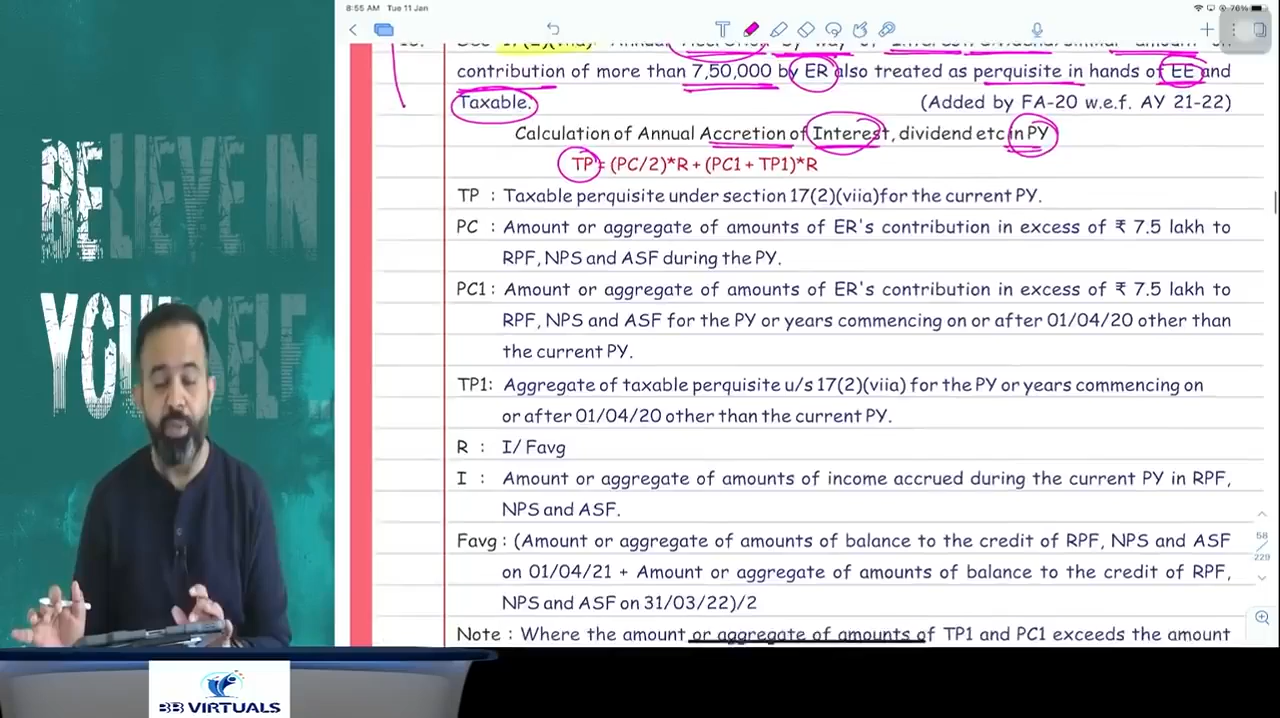 8:55 AM Tue 11 Jan
76%
contribution of more than 7,50,000 by ER also treated as perquisite in hands of EE and
Taxable. (Added by FA-20 w.e.f. AY 21-22)
Calculation of Annual Accretion of Interest, dividend etc in PY
TP = (PC/2)*R + (PC1 + TP1)*R
TP : Taxable perquisite under section 17(2)(viia)for the current PY.
PC : Amount or aggregate of amounts of ER's contribution in excess of ₹ 7.5 lakh to
RPF, NPS and ASF during the PY.
PC1 : Amount or aggregate of amounts of ER's contribution in excess of ₹ 7.5 lakh to
RPF, NPS and ASF for the PY or years commencing on or after 01/04/20 other than
the current PY.
TP1: Aggregate of taxable perquisite u/s 17(2)(viia) for the PY or years commencing on
or after 01/04/20 other than the current PY.
R : I/ Favg
I : Amount or aggregate of amounts of income accrued during the current PY in RPF,
NPS and ASF.
Favg : (Amount or aggregate of amounts of balance to the credit of RPF, NPS and ASF
on 01/04/21 + Amount or aggregate of amounts of balance to the credit of RPF,
NPS and ASF on 31/03/22)/2
Note : Where the amount or aggregate of amounts of TP1 and PC1 exceeds the amount
58
229
BELIEVE IN
YOURSELF
BB VIRTUALS